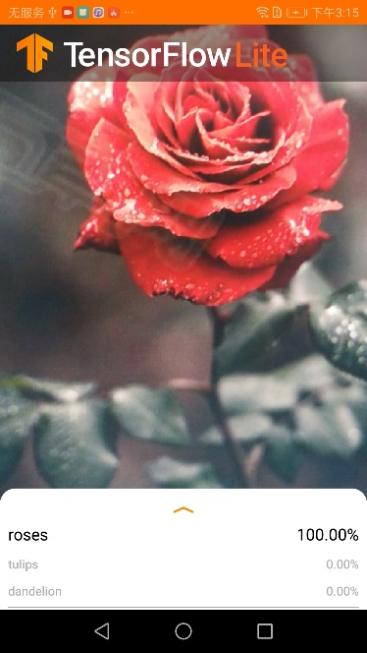 无服务 下午3:15
TensorFlow Lite
roses 100.00%
tulips 0.00%
dandelion 0.00%